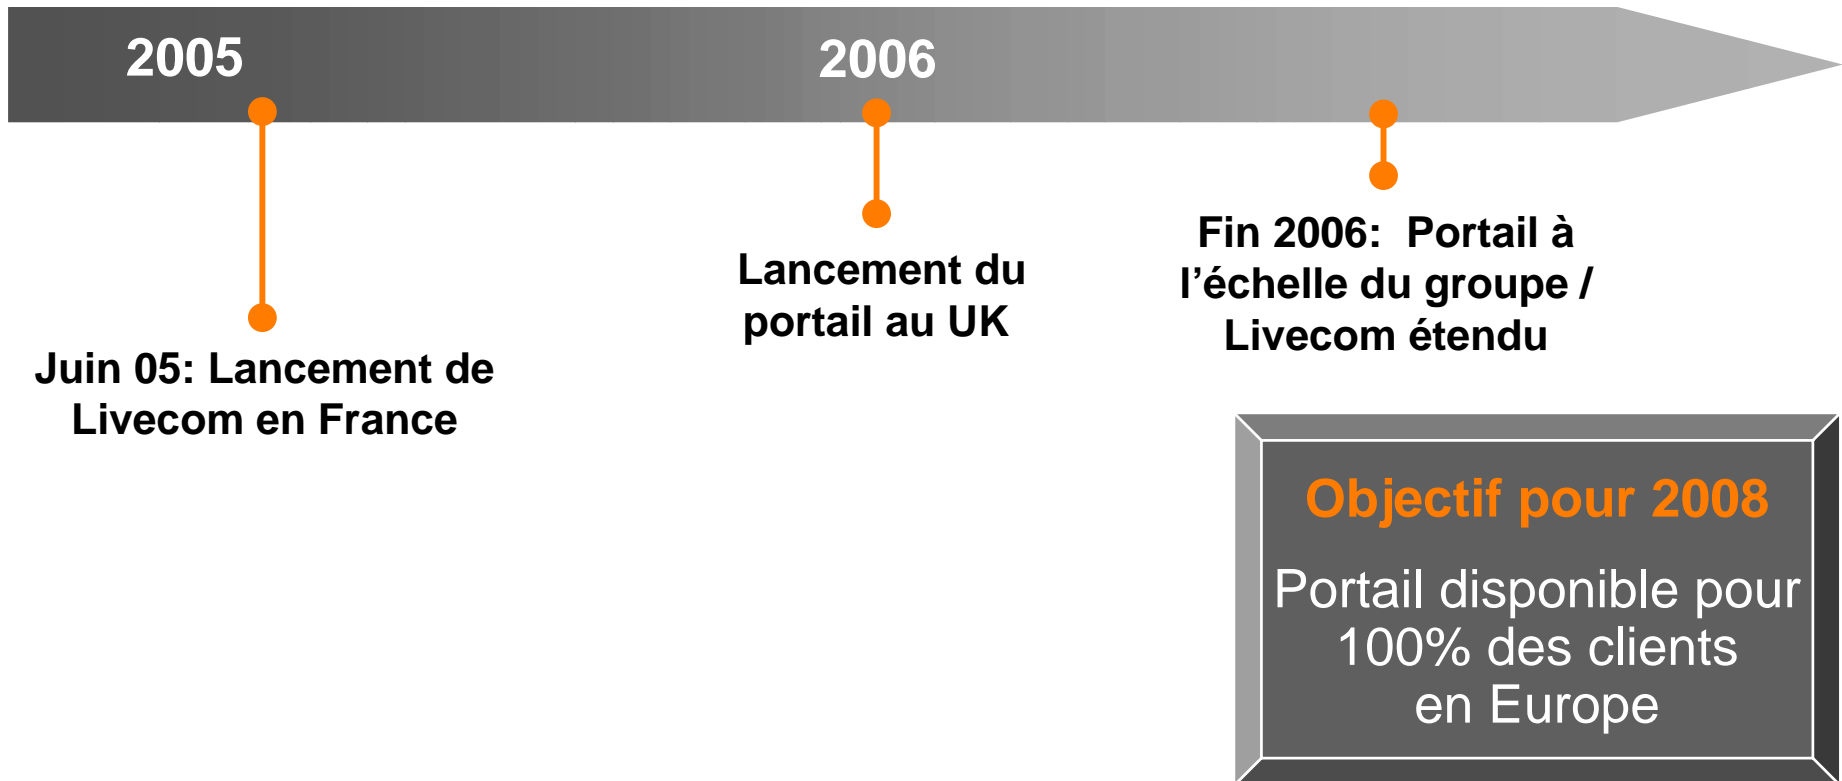 2005
2006
Juin 05: Lancement de
Livecom en France
Lancement du
portail au UK
Fin 2006:  Portail à
l’échelle du groupe /
Livecom étendu
Objectif pour 2008
Portail disponible pour
100% des clients
en Europe